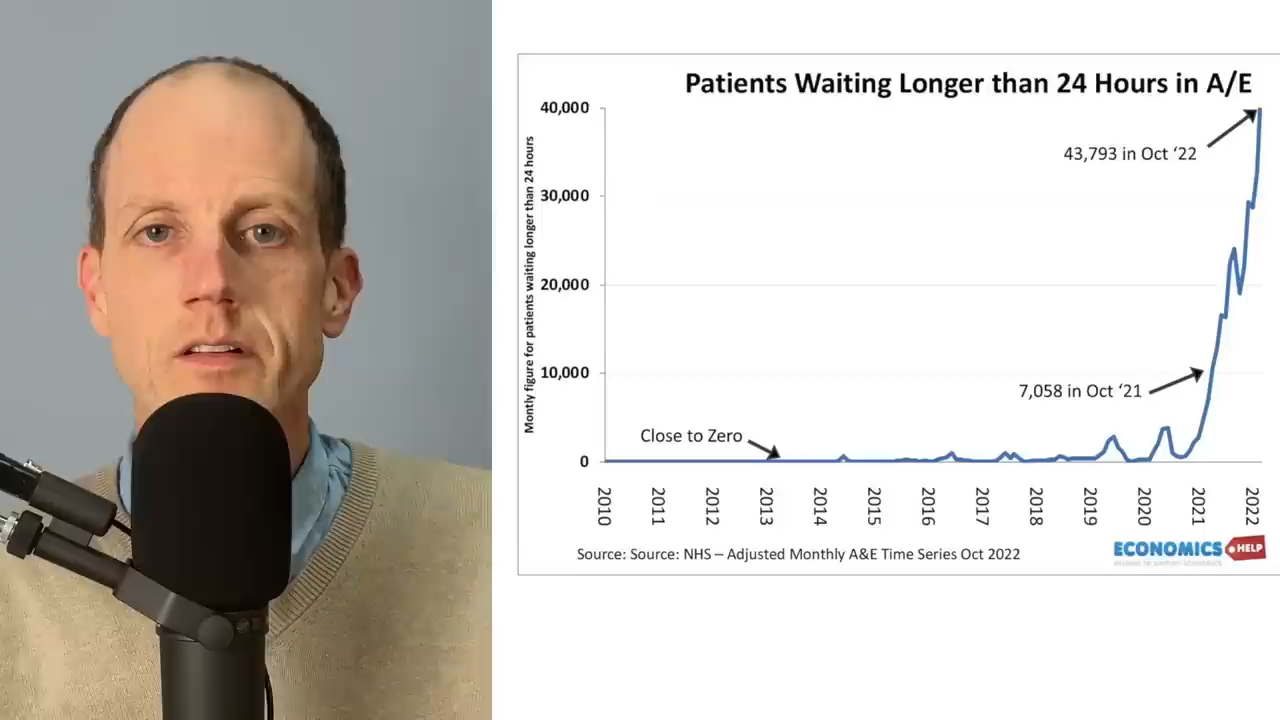 Patients Waiting Longer than 24 Hours in A/E
Montly figure for patients waiting longer than 24 hours
40,000
30,000
20,000
10,000
0
43,793 in Oct ‘22
7,058 in Oct ‘21
Close to Zero
2010
2011
2012
2013
2014
2015
2016
2017
2018
2019
2020
2021
2022
Source: Source: NHS – Adjusted Monthly A&E Time Series Oct 2022
ECONOMICS HELP